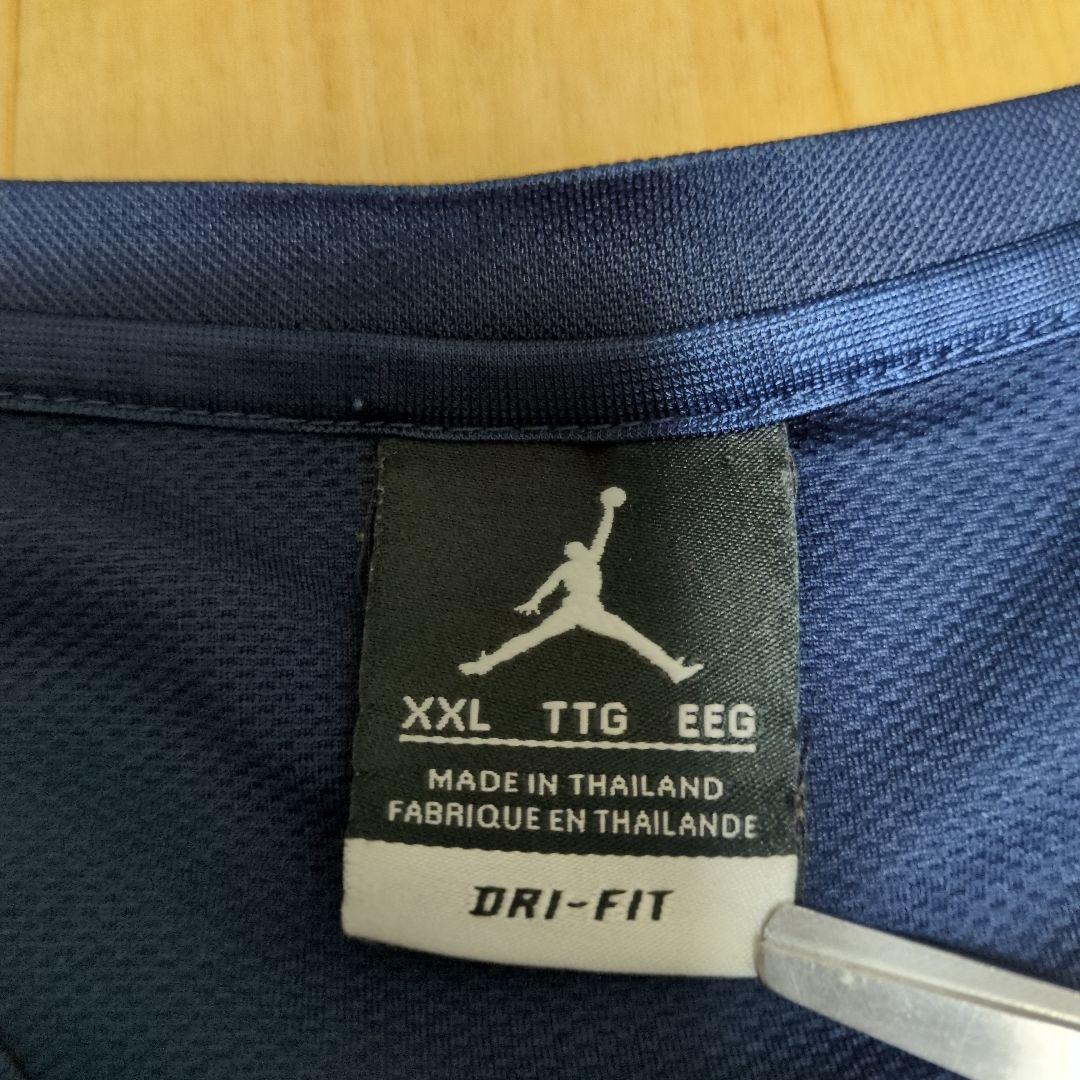 XXL TTG EEG
MADE IN THAILAND
FABRIQUE EN THAILANDE
DRI-FIT